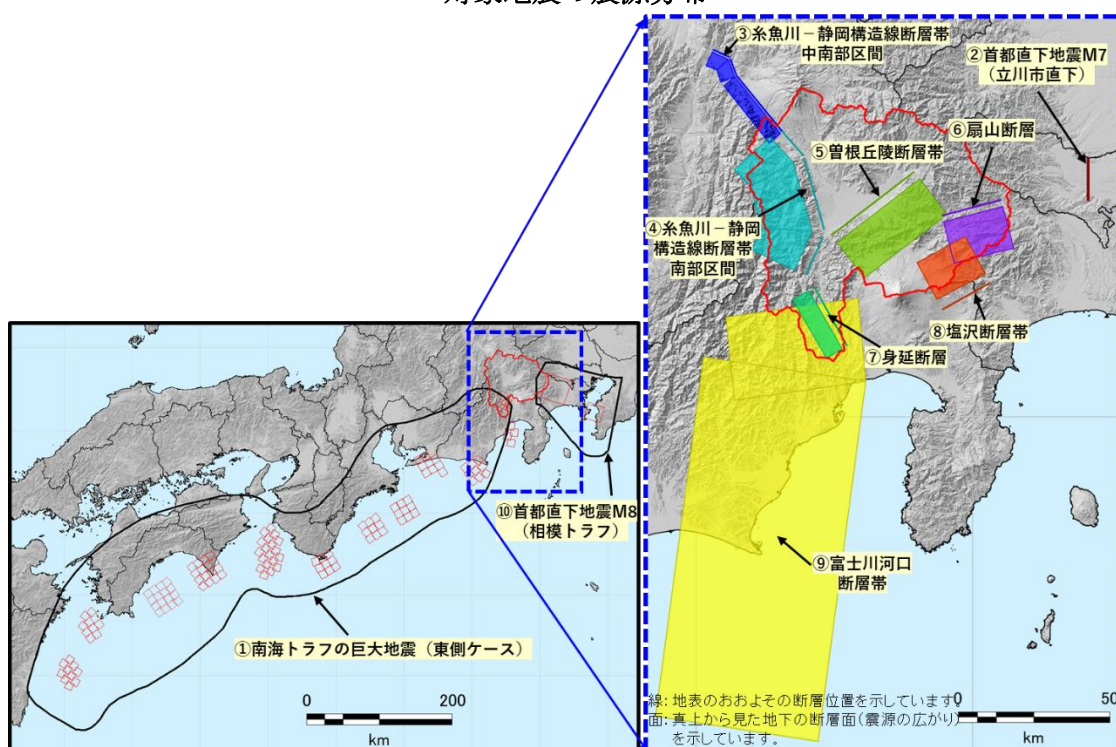 ③糸魚川－静岡構造線断層帯
中南部区間
②首都直下地震M7
（立川市直下）
⑥扇山断層
⑤曽根丘陵断層帯
④糸魚川－静岡
構造線断層帯
南部区間
⑧塩沢断層帯
⑦身延断層
⑨富士川河口
断層帯
線: 地表のおおよその断層位置を示しています。
面: 真上から見た地下の断層面(震源の広がり)
を示しています。
0 50
km
⑩首都直下地震M8
（相模トラフ）
①南海トラフの巨大地震（東側ケース）
0 200
km